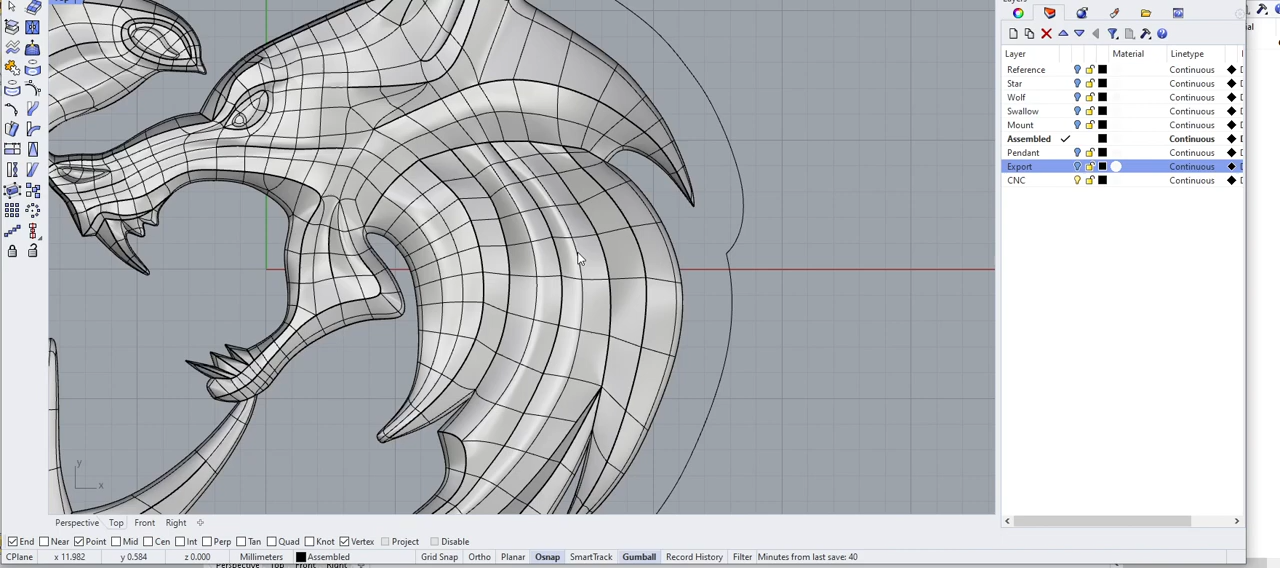 Top
Layers
Layer Material Linetype
Reference Continuous
Star Continuous
Wolf Continuous
Swallow Continuous
Mount Continuous
Assembled Continuous
Pendant Continuous
Export Continuous
CNC Continuous
y
x
Perspective Top Front Right
End Near Point Mid Cen Int Perp Tan Quad Knot Vertex Project Disable
CPlane x 11.982 y 0.584 z 0.000 Millimeters Assembled Grid Snap Ortho Planar Osnap SmartTrack Gumball Record History Filter Minutes from last save: 40